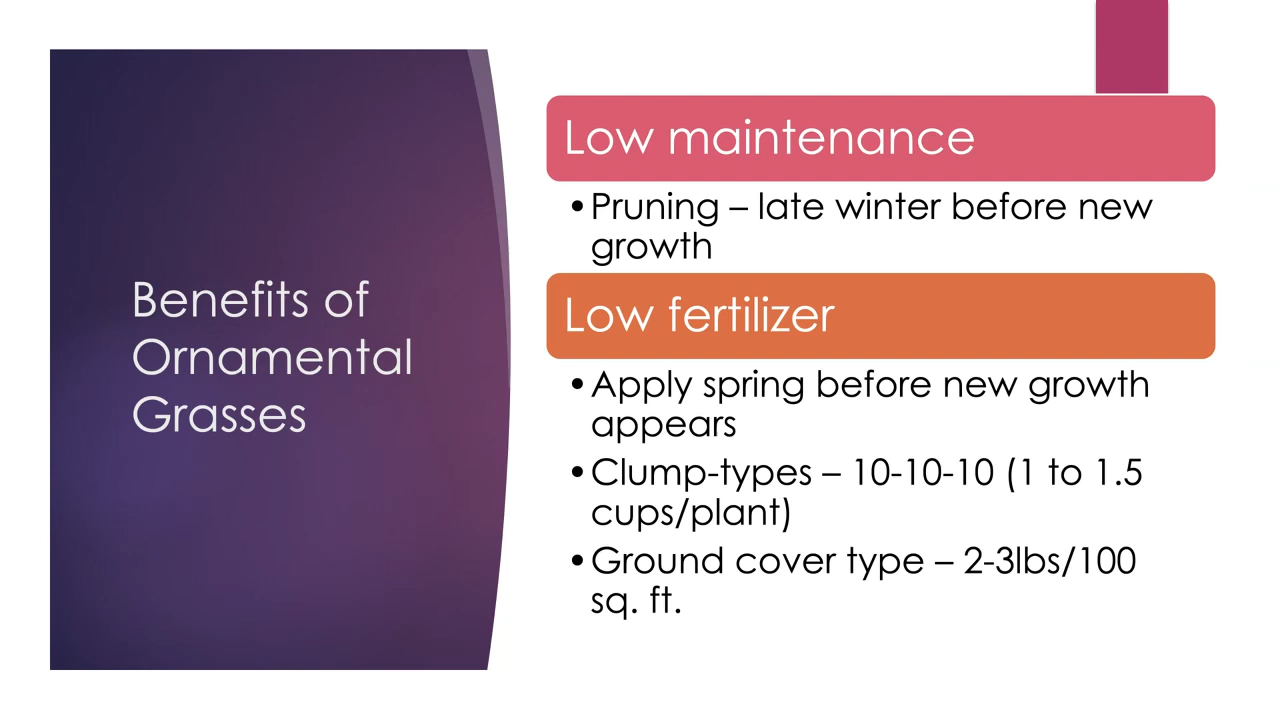 Benefits of
Ornamental
Grasses
Low maintenance
•Pruning – late winter before new
growth
Low fertilizer
•Apply spring before new growth
appears
•Clump-types – 10-10-10 (1 to 1.5
cups/plant)
•Ground cover type – 2-3lbs/100
sq. ft.